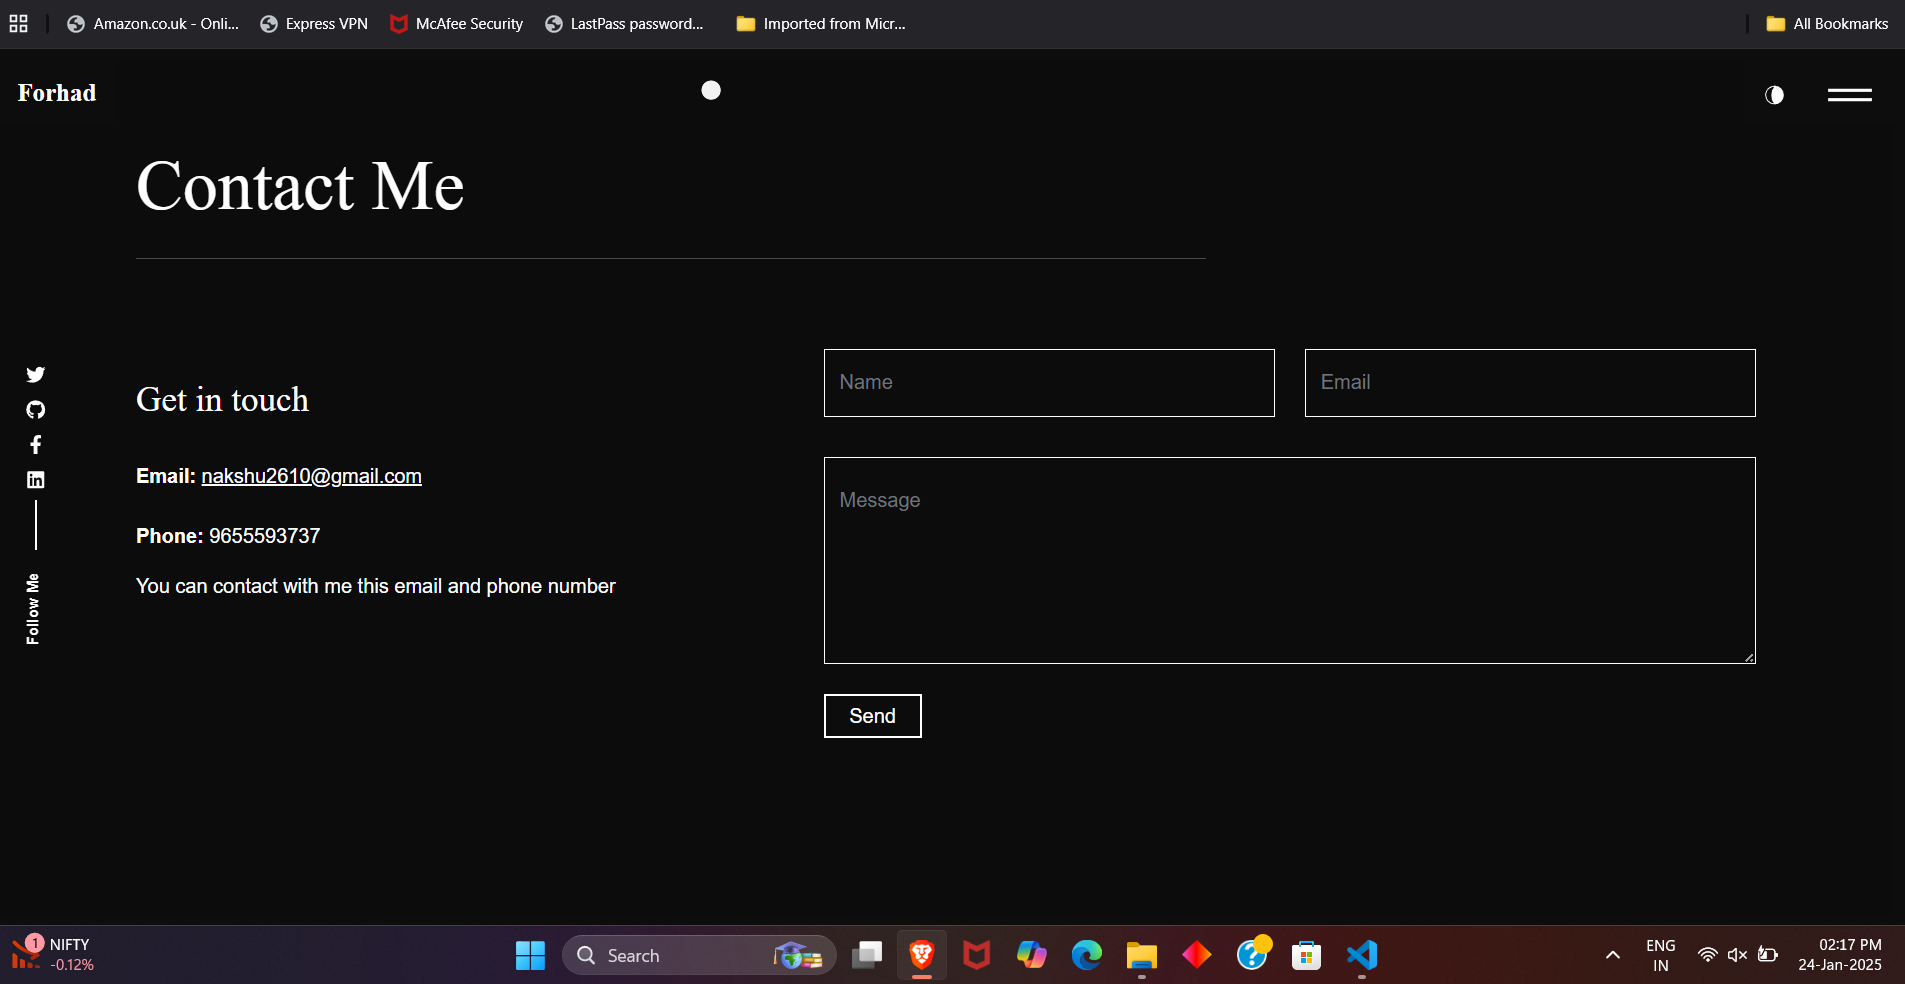 Amazon.co.uk - Onli...
Express VPN
McAfee Security
LastPass password...
Imported from Micr...
All Bookmarks
Forhad
Contact Me
Get in touch
Email: nakshu2610@gmail.com
Phone: 9655593737
You can contact with me this email and phone number
Name
Email
Message
Send
Follow Me
1
NIFTY
-0.12%
Search
ENG
IN
02:17 PM
24-Jan-2025